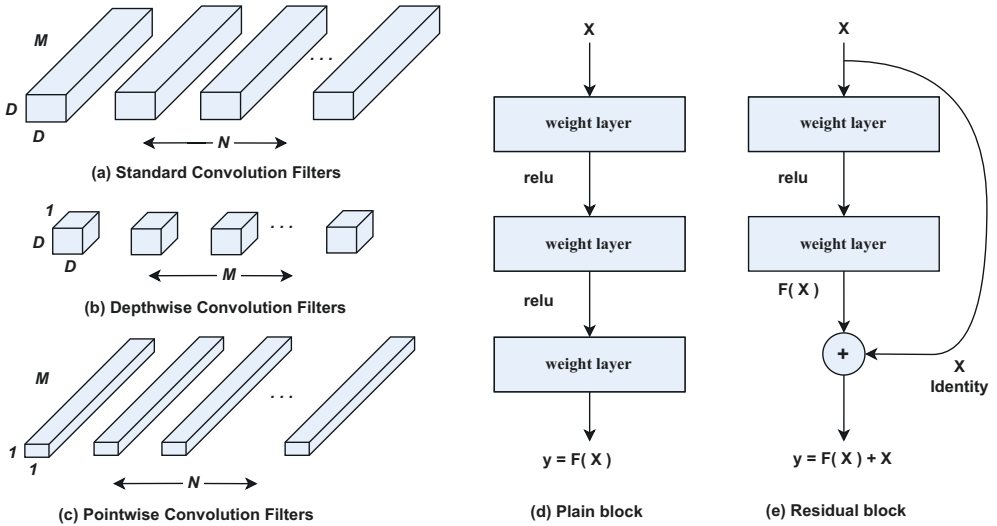 M
D
D
. . .
N
(a) Standard Convolution Filters
1
D
D
. . .
M
(b) Depthwise Convolution Filters
M
1
1
. . .
N
(c) Pointwise Convolution Filters
X
weight layer
relu
weight layer
relu
weight layer
y = F( X )
(d) Plain block
X
weight layer
relu
weight layer
F( X )
+
X
Identity
y = F( X ) + X
(e) Residual block